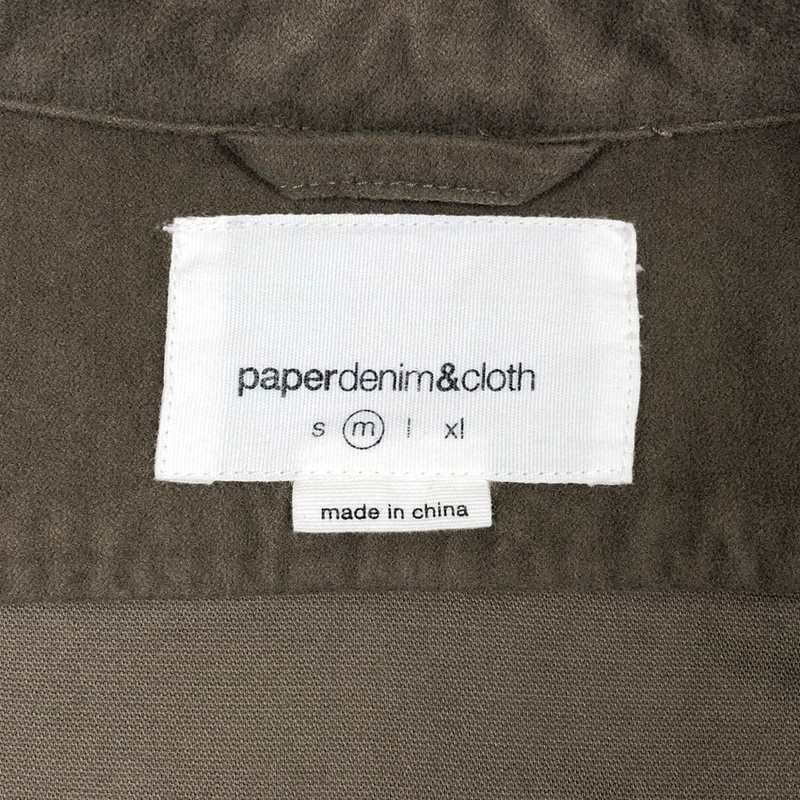 paperdenim&cloth
s m l xl
made in china